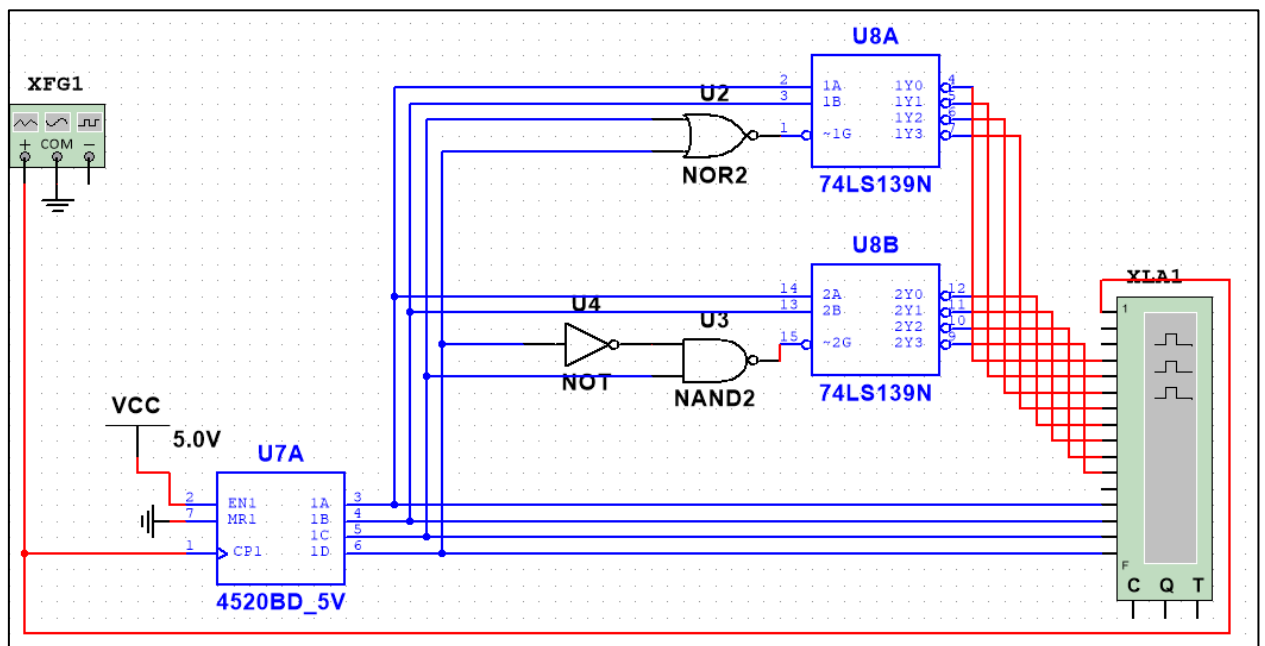 U8A
XFG1
+ COM −
U2
2 1A 1Y0 4
3 1B 1Y1 5
1Y2 6
1 ~1G 1Y3 7
NOR2
74LS139N
U8B
XLA1
14 2A 2Y0 12
13 2B 2Y1 11
2Y2 10
15 ~2G 2Y3 9
U4
U3
1
NOT
NAND2
74LS139N
VCC
5.0V
U7A
2 EN1 1A 3
7 MR1 1B 4
1C 5
1 CP1 1D 6
4520BD_5V
F
C Q T